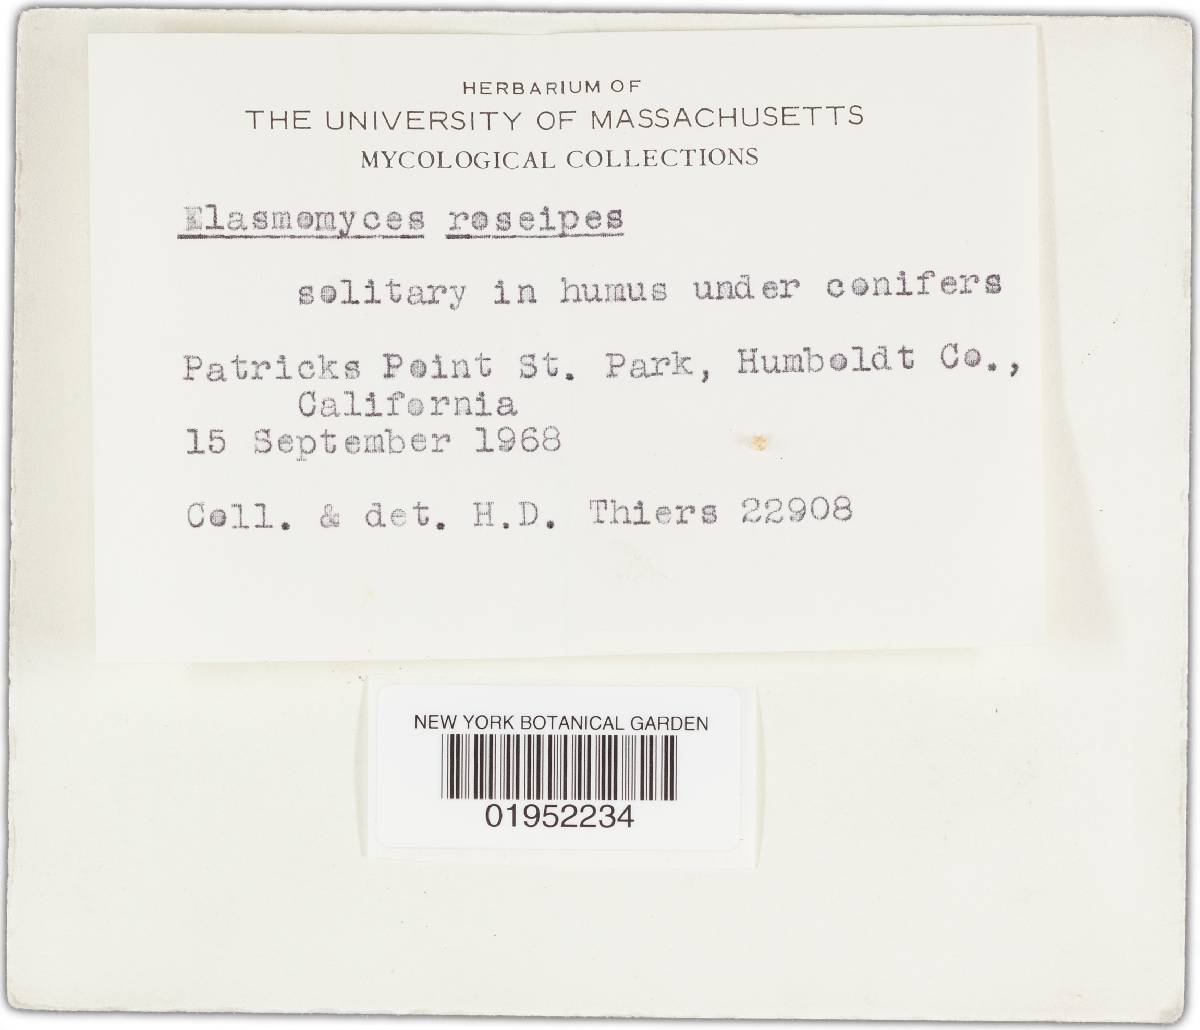 HERBARIUM OF
THE UNIVERSITY OF MASSACHUSETTS
MYCOLOGICAL COLLECTIONS
Elasmomyces roseipes
solitary in humus under conifers
Patricks Point St. Park, Humboldt Co.,
California
15 September 1968
Coll. & det. H.D. Thiers 22908
NEW YORK BOTANICAL GARDEN
01952234